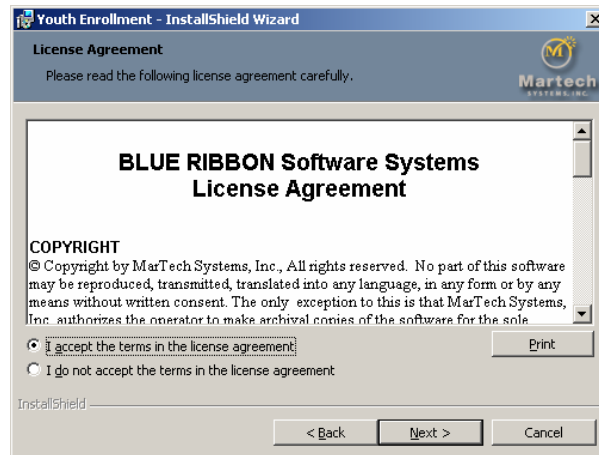 Youth Enrollment - InstallShield Wizard
License Agreement
Please read the following license agreement carefully.
Martech
SYSTEMS, INC.
BLUE RIBBON Software Systems
License Agreement
COPYRIGHT
© Copyright by MarTech Systems, Inc., All rights reserved. No part of this software
may be reproduced, transmitted, translated into any language, in any form or by any
means without written consent. The only exception to this is that MarTech Systems,
Inc. authorizes the operator to make archival copies of the software for the sole
I accept the terms in the license agreement
Print
I do not accept the terms in the license agreement
InstallShield
< Back
Next >
Cancel